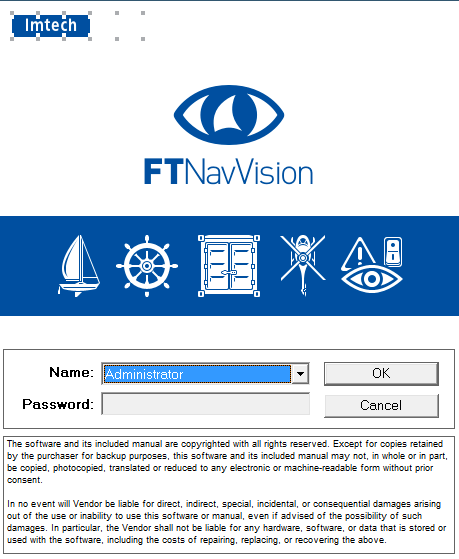 Imtech
FTNavVision
Name: Administrator OK
Password: Cancel
The software and its included manual are copyrighted with all rights reserved. Except for copies retained
by the purchaser for backup purposes, this software and its included manual may not, in whole or in part,
be copied, photocopied, translated or reduced to any electronic or machine-readable form without prior
consent.
In no event will Vendor be liable for direct, indirect, special, incidental, or consequential damages arising
out of the use or inability to use this software or manual, even if advised of the possibility of such
damages. In particular, the Vendor shall not be liable for any hardware, software, or data that is stored or
used with the software, including the costs of repairing, replacing, or recovering the above.